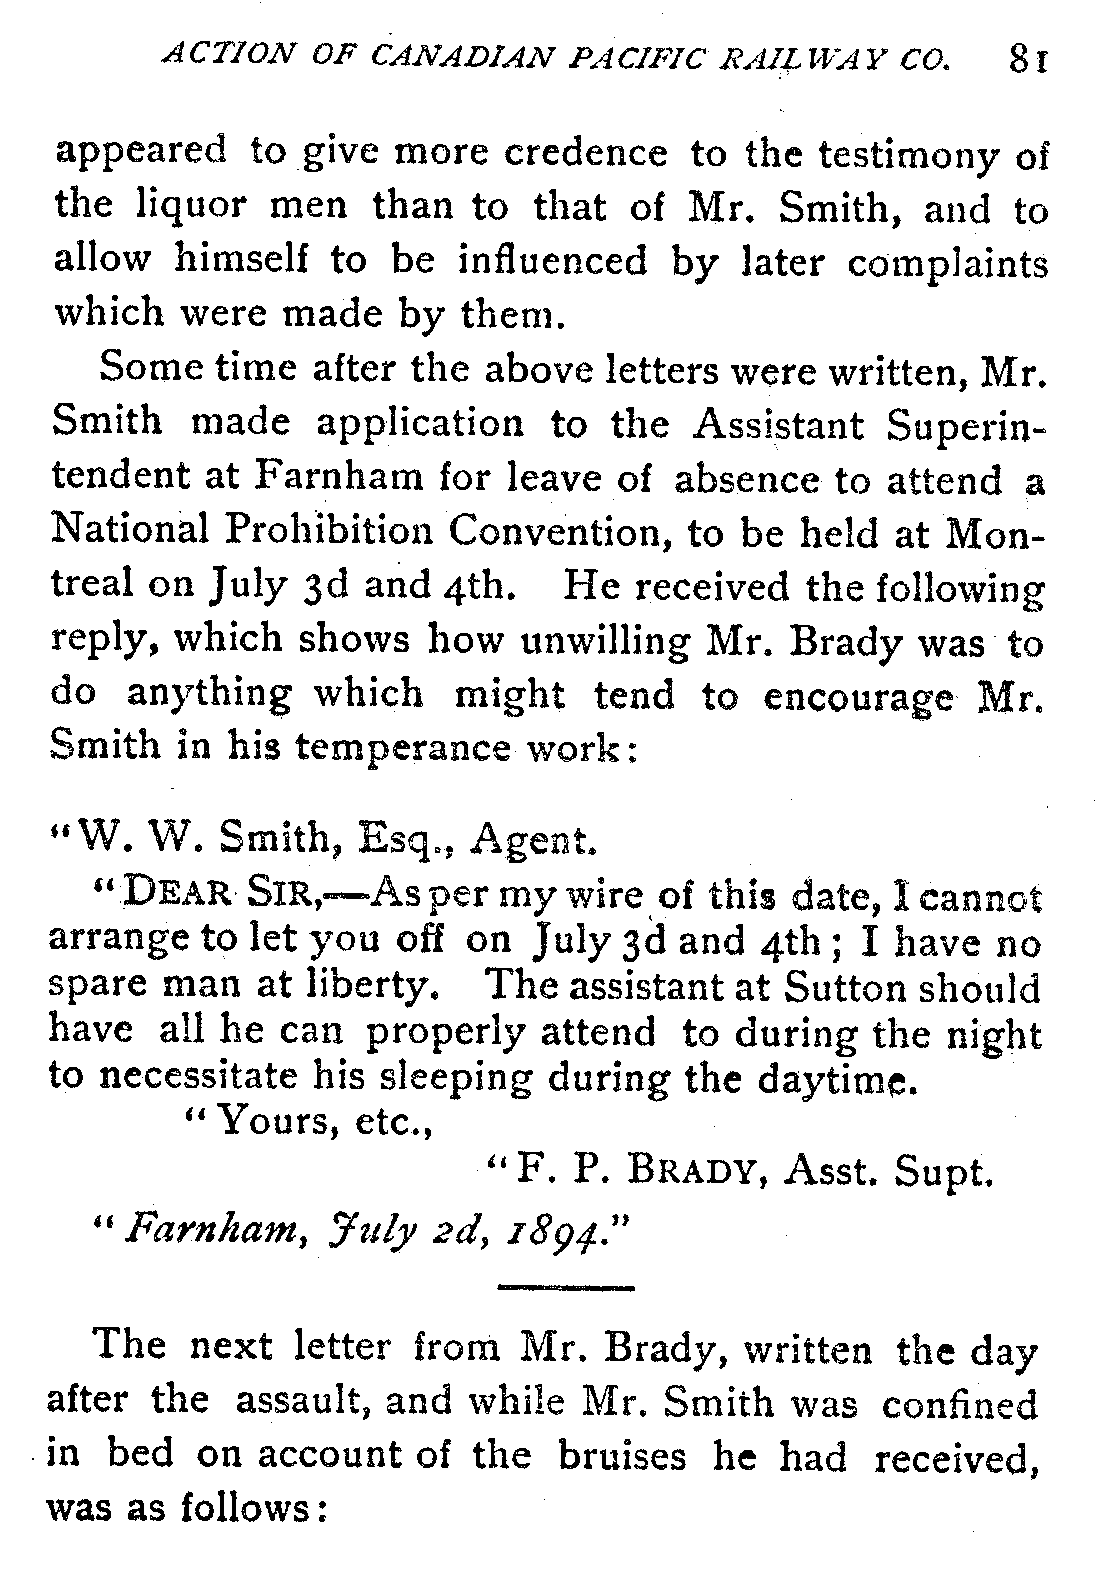 ACTION OF CANADIAN PACIFIC RAILWAY CO. 81
appeared to give more credence to the testimony of
the liquor men than to that of Mr. Smith, and to
allow himself to be influenced by later complaints
which were made by them.
Some time after the above letters were written, Mr.
Smith made application to the Assistant Superin-
tendent at Farnham for leave of absence to attend a
National Prohibition Convention, to be held at Mon-
treal on July 3d and 4th. He received the following
reply, which shows how unwilling Mr. Brady was to
do anything which might tend to encourage Mr.
Smith in his temperance work:
"W. W. Smith, Esq., Agent.
"DEAR SIR,—As per my wire of this date, I cannot
arrange to let you off on July 3d and 4th; I have no
spare man at liberty. The assistant at Sutton should
have all he can properly attend to during the night
to necessitate his sleeping during the daytime.
"Yours, etc.,
"F. P. BRADY, Asst. Supt.
"Farnham, July 2d, 1894."
The next letter from Mr. Brady, written the day
after the assault, and while Mr. Smith was confined
in bed on account of the bruises he had received,
was as follows: